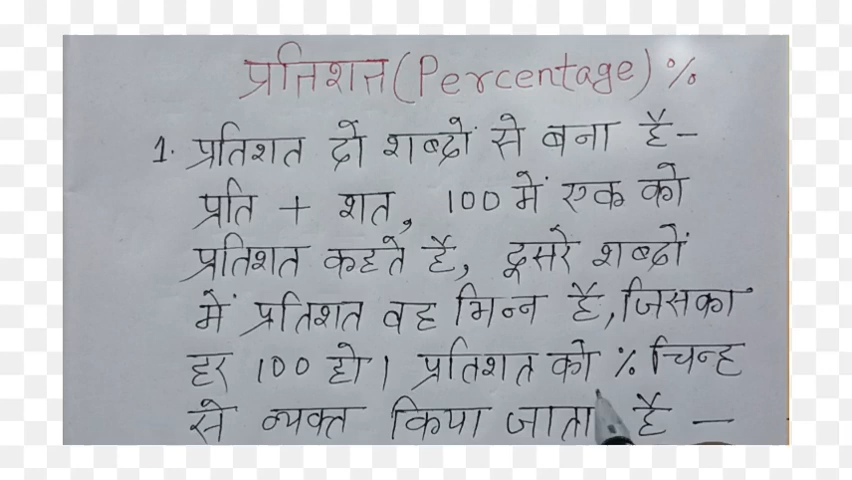 प्रतिशत (Percentage) %
1. प्रतिशत दो शब्दों से बना है-
प्रति + शत, 100 में एक को
प्रतिशत कहते है, दूसरे शब्दों
में प्रतिशत वह भिन्न है, जिसका
हर 100 हो। प्रतिशत को % चिन्ह
से व्यक्त किया जाता है —